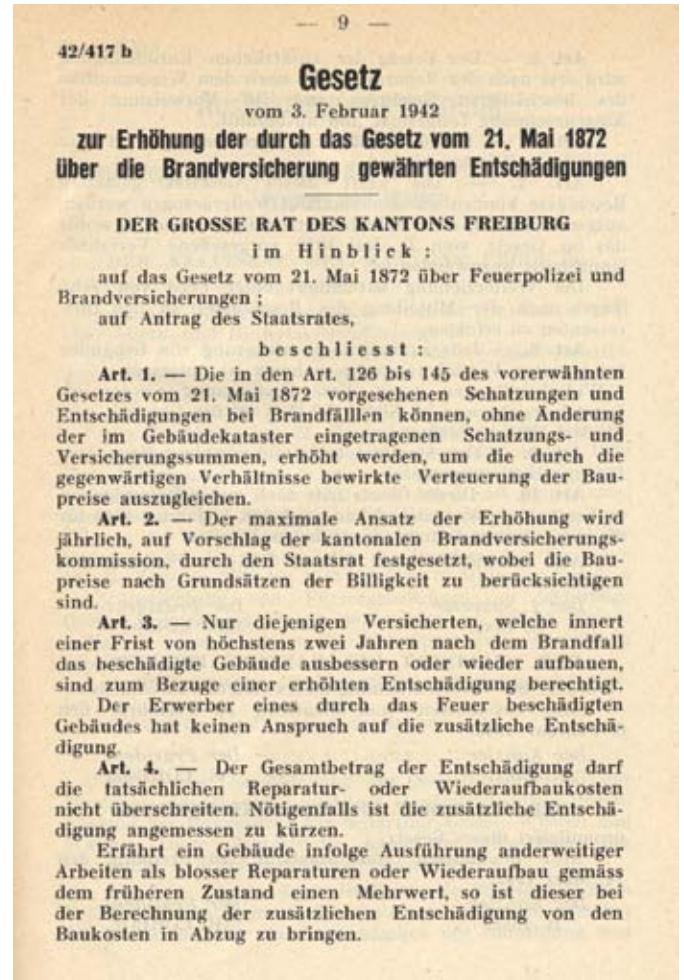 — 9 —
42/417 b
Gesetz
vom 3. Februar 1942
zur Erhöhung der durch das Gesetz vom 21. Mai 1872
über die Brandversicherung gewährten Entschädigungen
DER GROSSE RAT DES KANTONS FREIBURG
im Hinblick :
auf das Gesetz vom 21. Mai 1872 über Feuerpolizei und
Brandversicherungen ;
auf Antrag des Staatsrates,
beschliesst :
Art. 1. — Die in den Art. 126 bis 145 des vorerwähnten
Gesetzes vom 21. Mai 1872 vorgesehenen Schatzungen und
Entschädigungen bei Brandfälllen können, ohne Änderung
der im Gebäudekataster eingetragenen Schatzungs- und
Versicherungssummen, erhöht werden, um die durch die
gegenwärtigen Verhältnisse bewirkte Verteuerung der Bau-
preise auszugleichen.
Art. 2. — Der maximale Ansatz der Erhöhung wird
jährlich, auf Vorschlag der kantonalen Brandversicherungs-
kommission, durch den Staatsrat festgesetzt, wobei die Bau-
preise nach Grundsätzen der Billigkeit zu berücksichtigen
sind.
Art. 3. — Nur diejenigen Versicherten, welche innert
einer Frist von höchstens zwei Jahren nach dem Brandfall
das beschädigte Gebäude ausbessern oder wieder aufbauen,
sind zum Bezuge einer erhöhten Entschädigung berechtigt.
Der Erwerber eines durch das Feuer beschädigten
Gebäudes hat keinen Anspruch auf die zusätzliche Entschä-
digung
Art. 4. — Der Gesamtbetrag der Entschädigung darf
die tatsächlichen Reparatur- oder Wiederaufbaukosten
nicht überschreiten. Nötigenfalls ist die zusätzliche Entschä-
digung angemessen zu kürzen.
Erfährt ein Gebäude infolge Ausführung anderweitiger
Arbeiten als blosser Reparaturen oder Wiederaufbau gemäss
dem früheren Zustand einen Mehrwert, so ist dieser bei
der Berechnung der zusätzlichen Entschädigung von den
Baukosten in Abzug zu bringen.